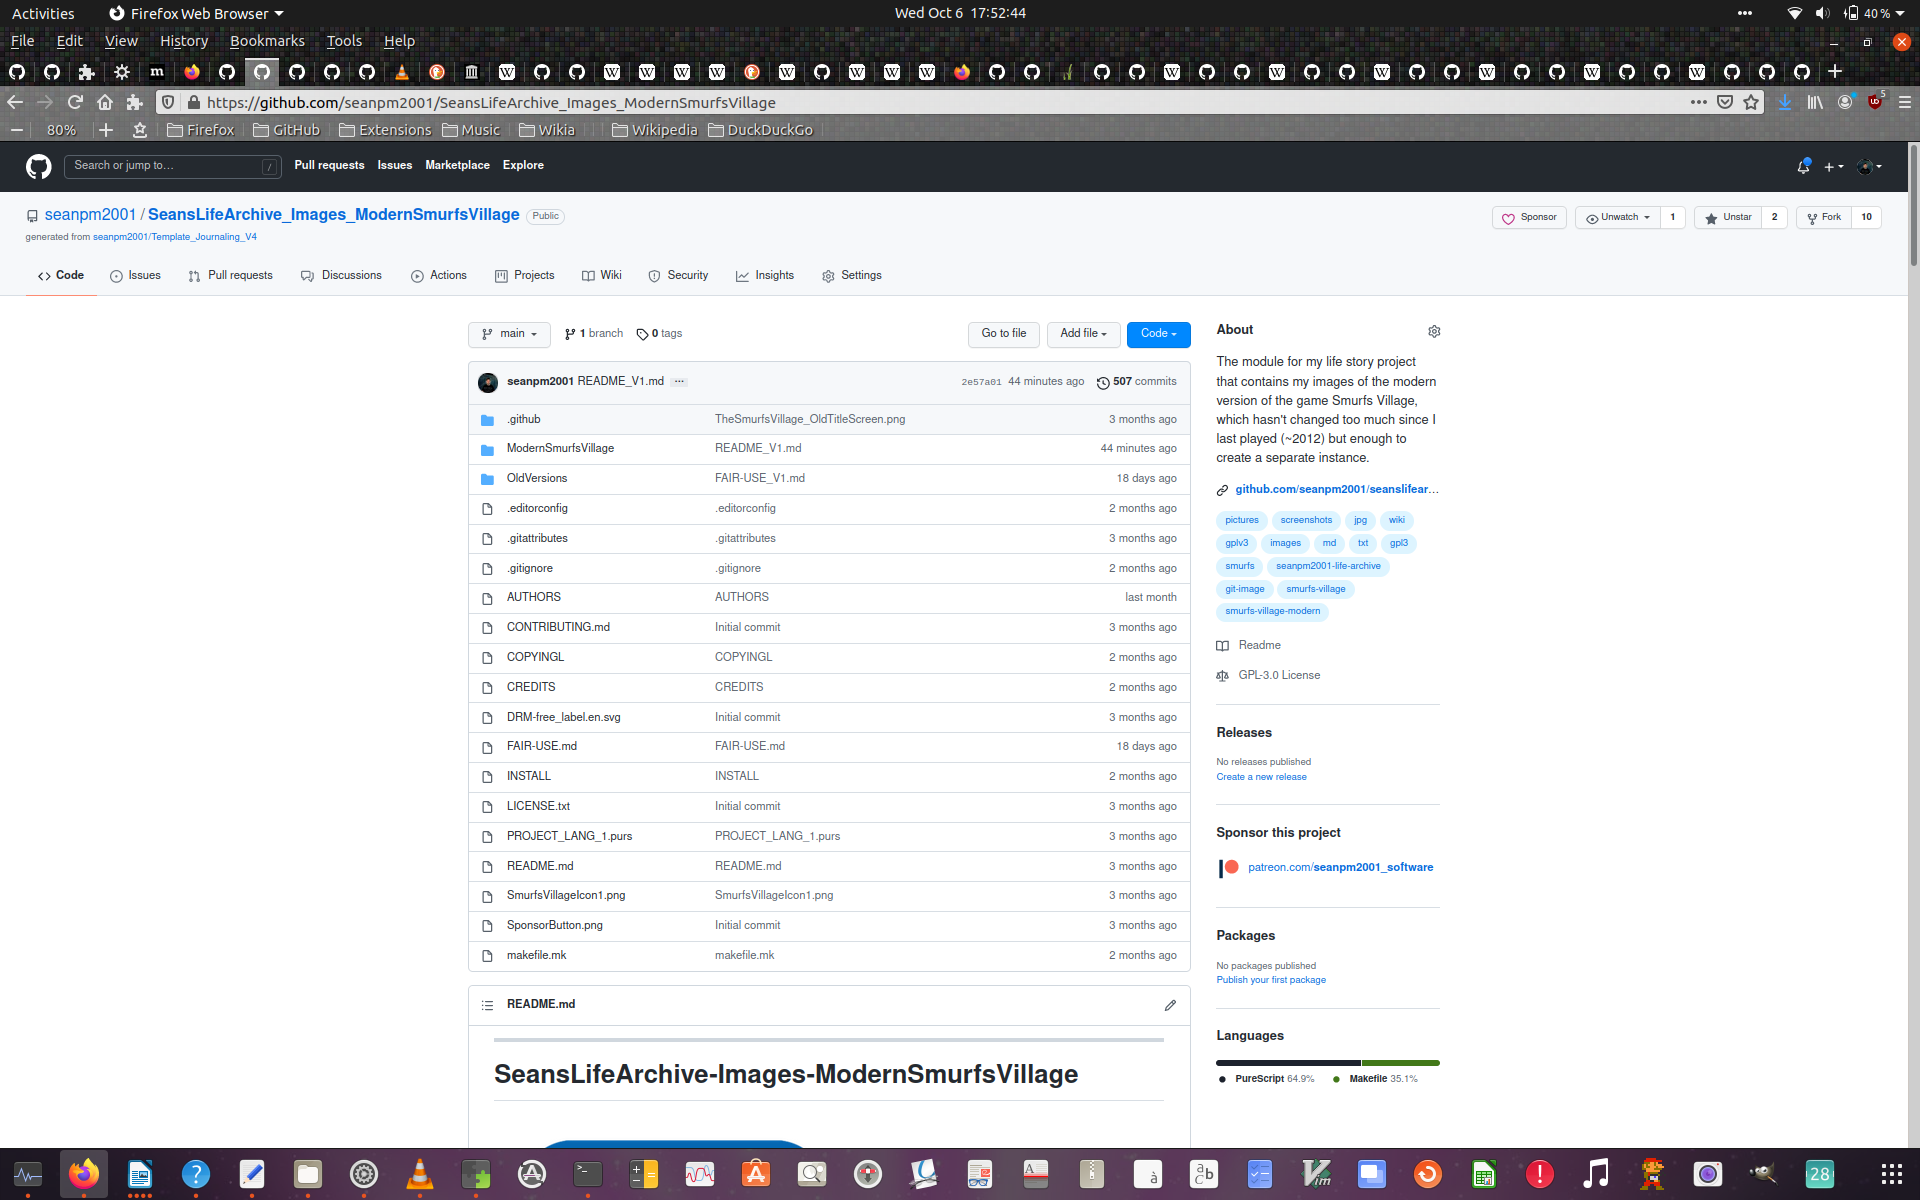 Activities
Firefox Web Browser
Wed Oct 6 17:52:44
40 %
File Edit View History Bookmarks Tools Help
https://github.com/seanpm2001/SeansLifeArchive_Images_ModernSmurfsVillage
5
80%
Firefox
GitHub
Extensions
Music
Wikia
Wikipedia
DuckDuckGo
Search or jump to...
/
Pull requests
Issues
Marketplace
Explore
seanpm2001 / SeansLifeArchive_Images_ModernSmurfsVillage
Public
Sponsor
Unwatch 1
Unstar 2
Fork 10
generated from seanpm2001/Template_Journaling_V4
Code
Issues
Pull requests
Discussions
Actions
Projects
Wiki
Security
Insights
Settings
main
1 branch
0 tags
Go to file
Add file
Code
seanpm2001 README_V1.md ...
2e57a01 44 minutes ago 507 commits
.github TheSmurfsVillage_OldTitleScreen.png 3 months ago
ModernSmurfsVillage README_V1.md 44 minutes ago
OldVersions FAIR-USE_V1.md 18 days ago
.editorconfig .editorconfig 2 months ago
.gitattributes .gitattributes 3 months ago
.gitignore .gitignore 2 months ago
AUTHORS AUTHORS last month
CONTRIBUTING.md Initial commit 3 months ago
COPYINGL COPYINGL 2 months ago
CREDITS CREDITS 2 months ago
DRM-free_label.en.svg Initial commit 3 months ago
FAIR-USE.md FAIR-USE.md 18 days ago
INSTALL INSTALL 2 months ago
LICENSE.txt Initial commit 3 months ago
PROJECT_LANG_1.purs PROJECT_LANG_1.purs 3 months ago
README.md README.md 3 months ago
SmurfsVillageIcon1.png SmurfsVillageIcon1.png 3 months ago
SponsorButton.png Initial commit 3 months ago
makefile.mk makefile.mk 2 months ago
README.md
SeansLifeArchive-Images-ModernSmurfsVillage
About
The module for my life story project
that contains my images of the modern
version of the game Smurfs Village,
which hasn't changed too much since I
last played (~2012) but enough to
create a separate instance.
github.com/seanpm2001/seanslifear...
pictures screenshots jpg wiki
gplv3 images md txt gpl3
smurfs seanpm2001-life-archive
git-image smurfs-village
smurfs-village-modern
Readme
GPL-3.0 License
Releases
No releases published
Create a new release
Sponsor this project
patreon.com/seanpm2001_software
Packages
No packages published
Publish your first package
Languages
PureScript 64.9%
Makefile 35.1%
28